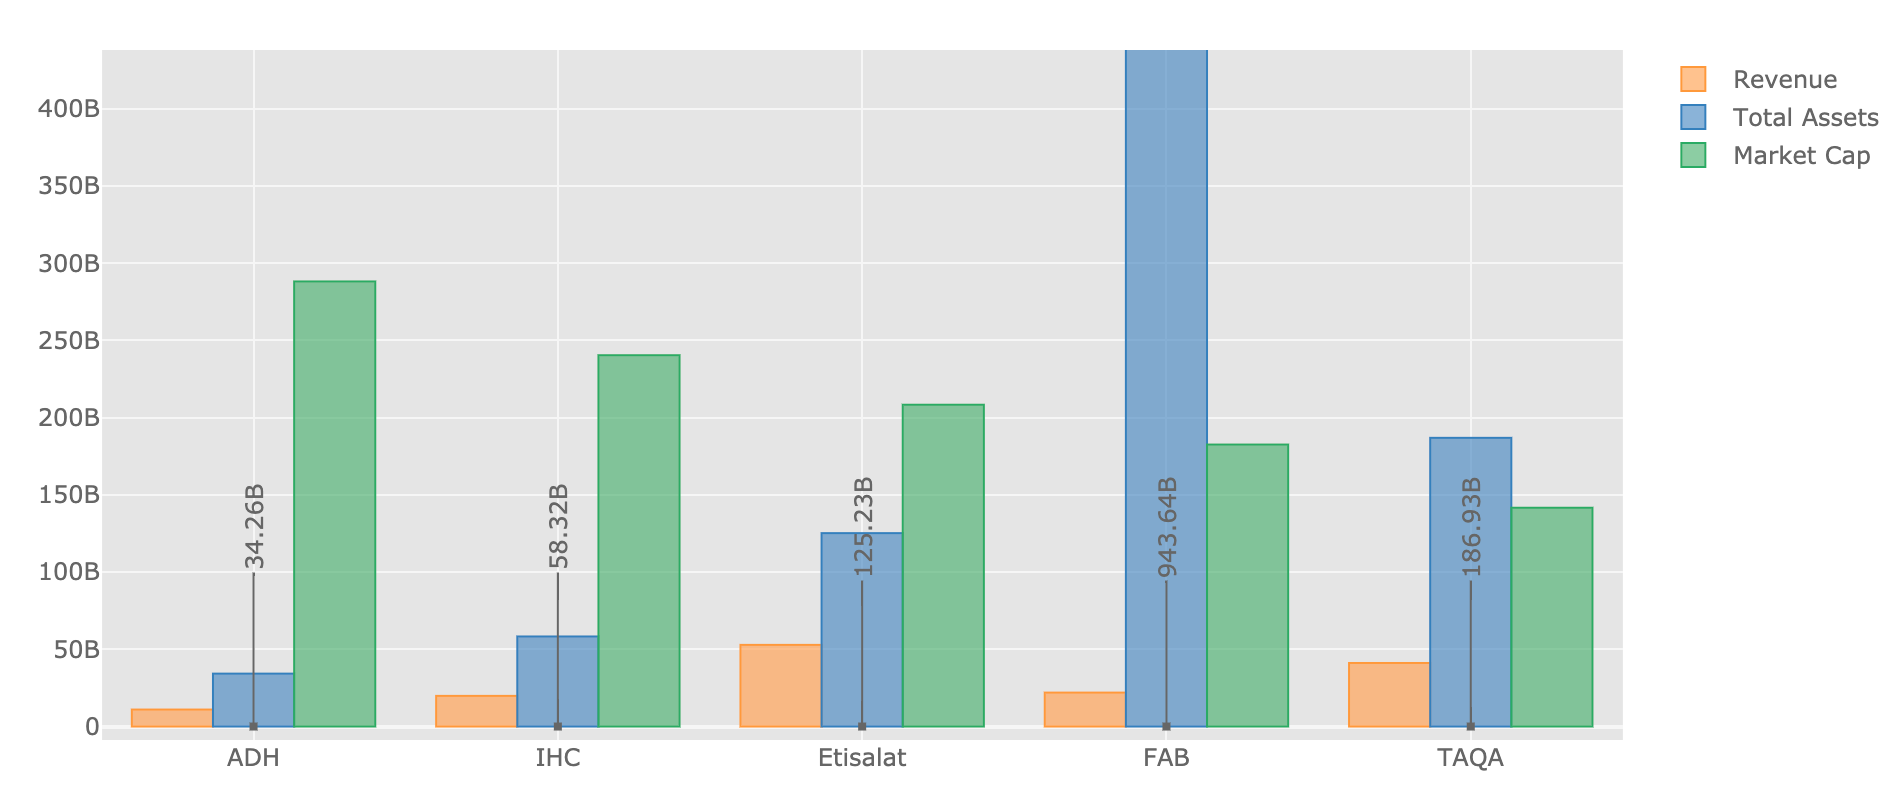 400B
350B
300B
250B
200B
150B
100B
50B
0
34.26B
58.32B
125.23B
943.64B
186.93B
ADH
IHC
Etisalat
FAB
TAQA
Revenue
Total Assets
Market Cap